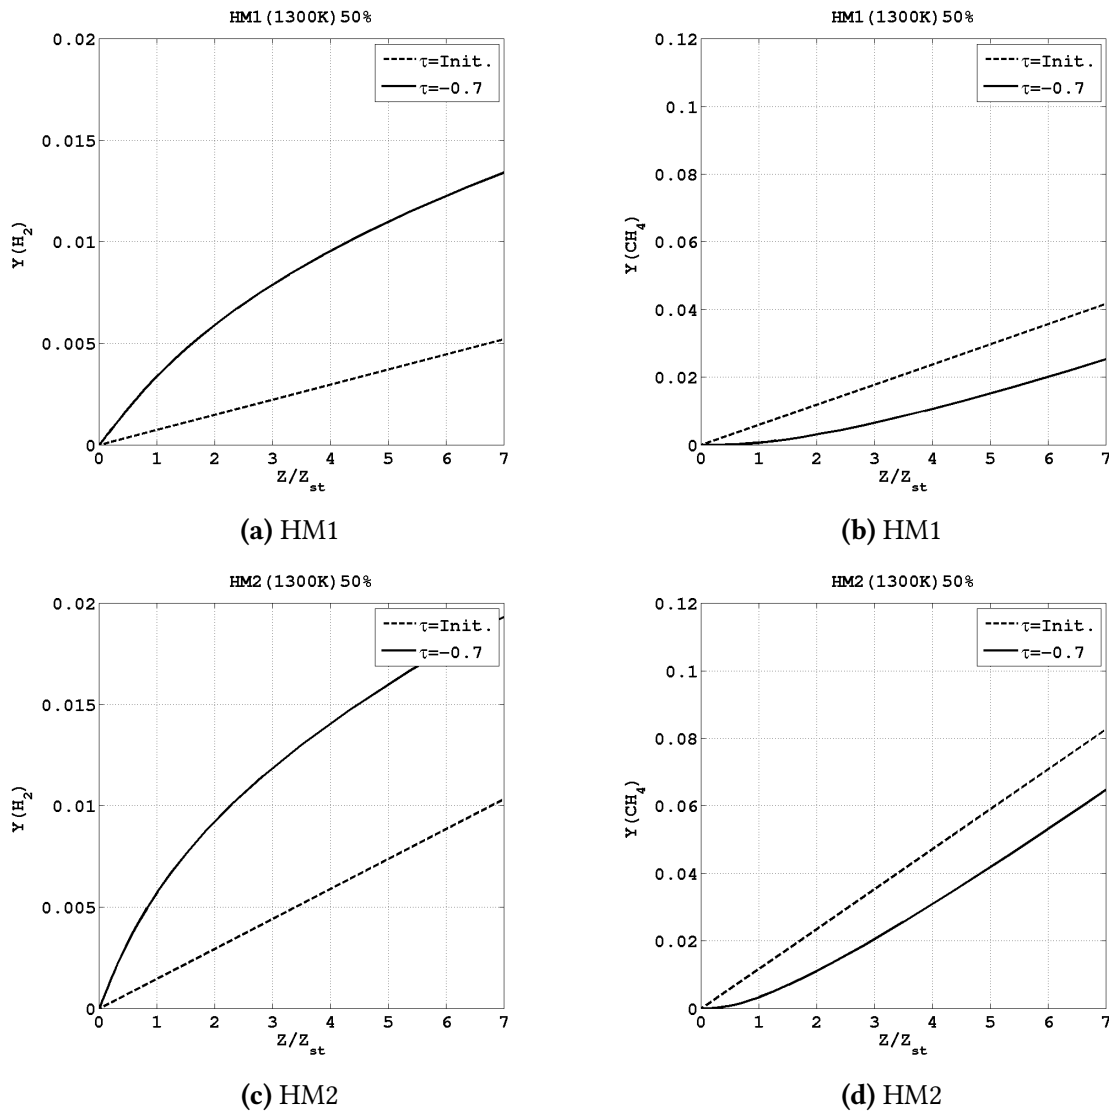 HM1(1300K)50%
0.02
0.015
0.01
0.005
0
Y(H2)
τ=Init.
τ=−0.7
0 1 2 3 4 5 6 7
Z/Zst
(a) HM1
HM1(1300K)50%
0.12
0.1
0.08
0.06
0.04
0.02
0
Y(CH4)
τ=Init.
τ=−0.7
0 1 2 3 4 5 6 7
Z/Zst
(b) HM1
HM2(1300K)50%
0.02
0.015
0.01
0.005
0
Y(H2)
τ=Init.
τ=−0.7
0 1 2 3 4 5 6 7
Z/Zst
(c) HM2
HM2(1300K)50%
0.12
0.1
0.08
0.06
0.04
0.02
0
Y(CH4)
τ=Init.
τ=−0.7
0 1 2 3 4 5 6 7
Z/Zst
(d) HM2